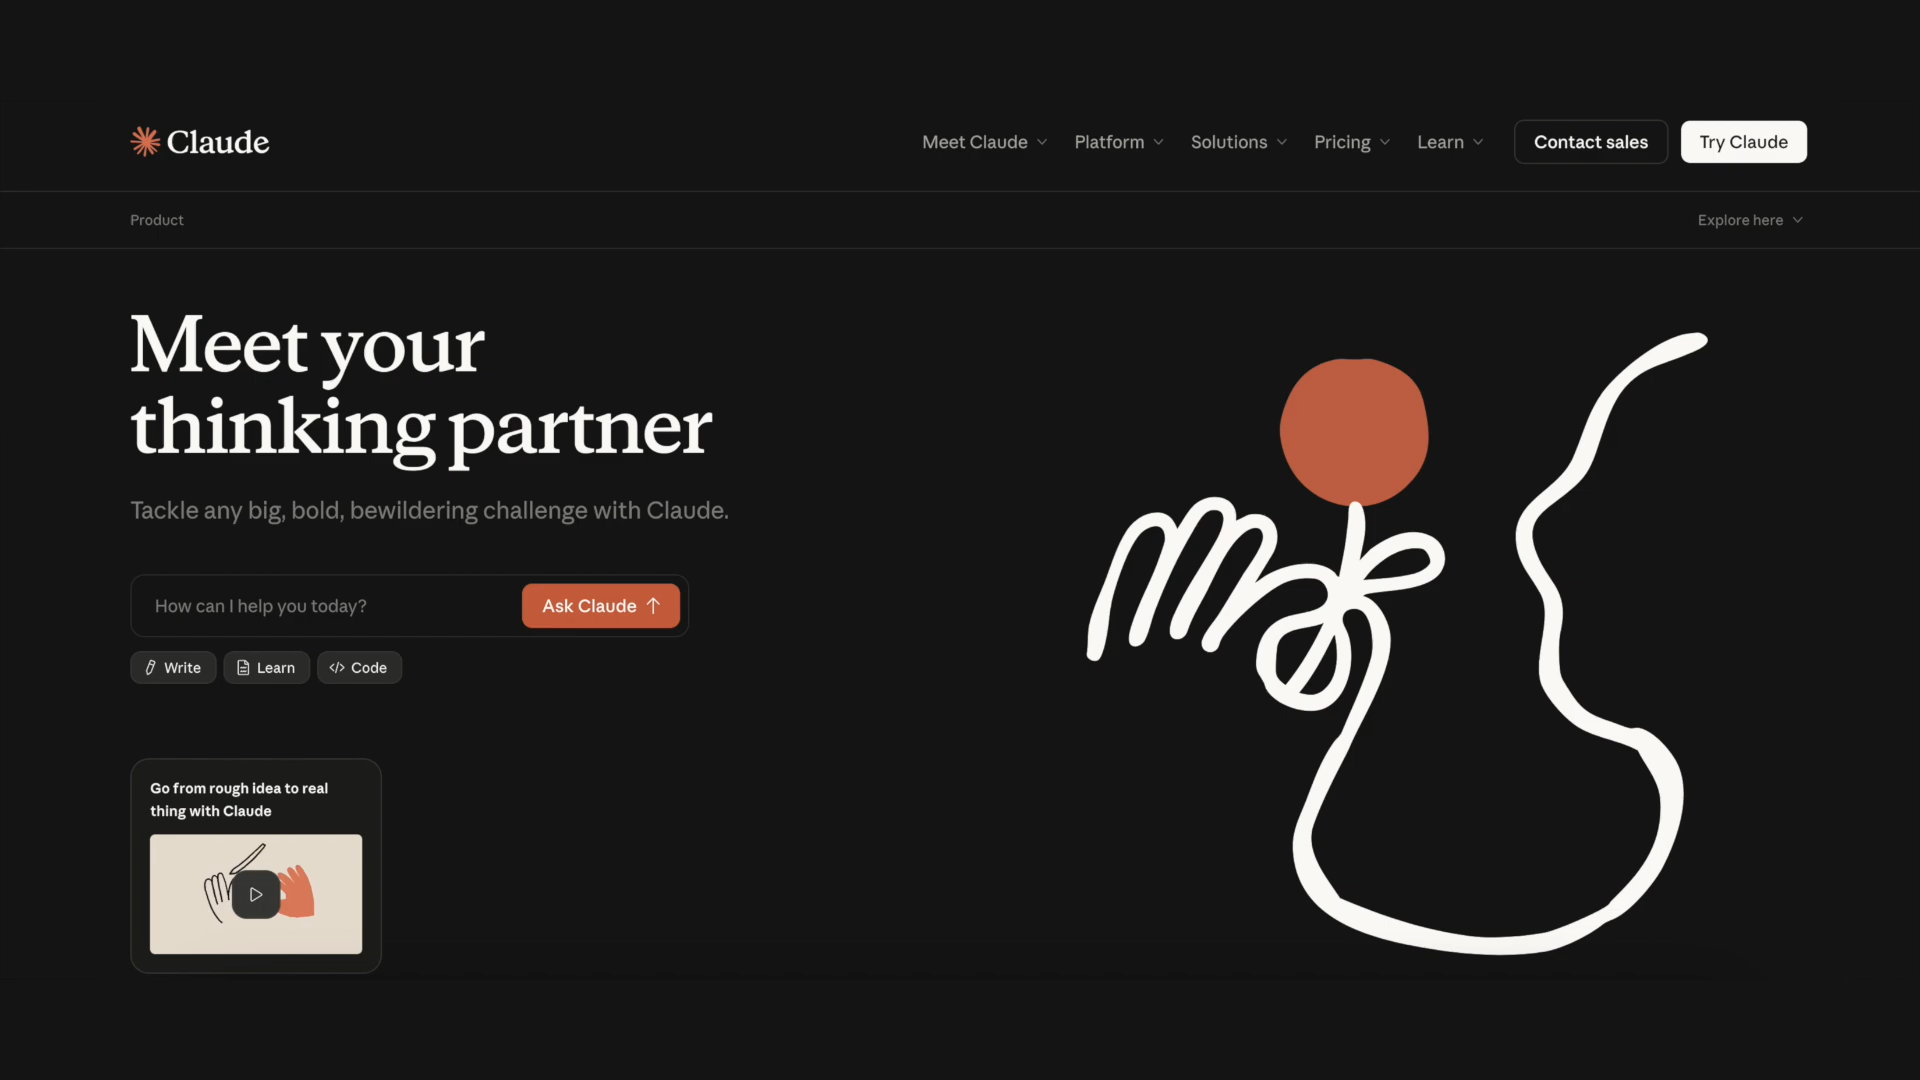 Claude
Meet Claude
Platform
Solutions
Pricing
Learn
Contact sales
Try Claude
Product
Explore here
Meet your
thinking partner
Tackle any big, bold, bewildering challenge with Claude.
How can I help you today?
Ask Claude
Write
Learn
</> Code
Go from rough idea to real
thing with Claude